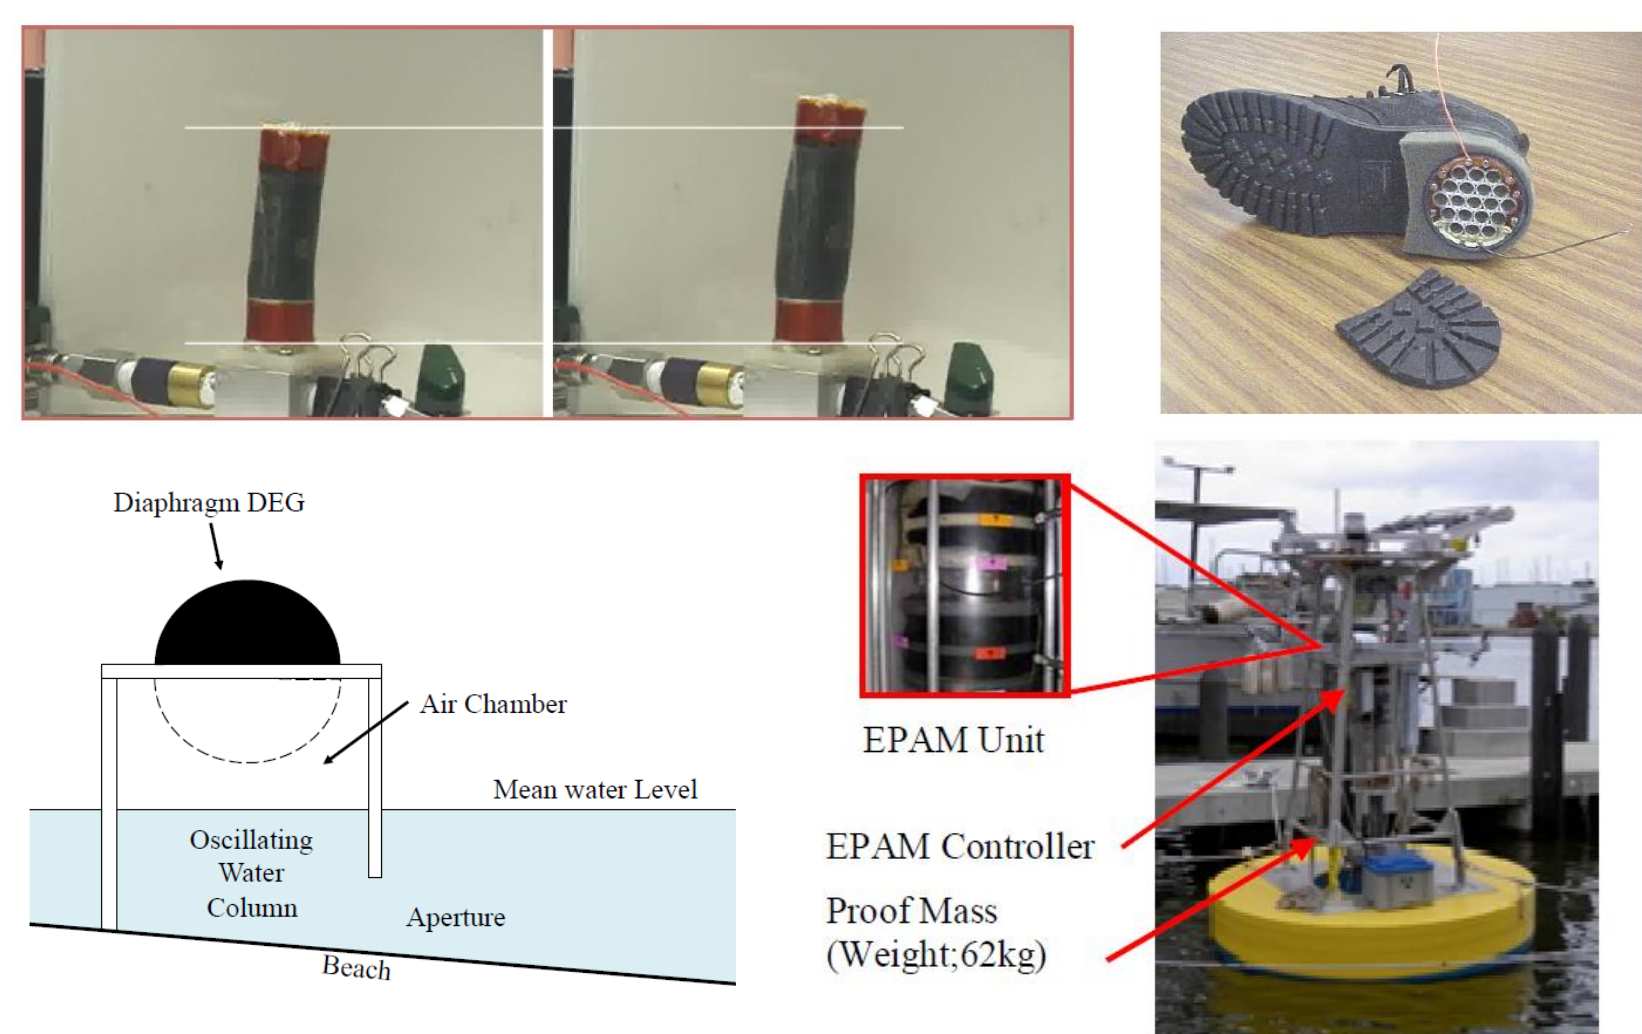 Diaphragm DEG
Air Chamber
Mean water Level
Oscillating
Water
Column
Aperture
Beach
EPAM Unit
EPAM Controller
Proof Mass
(Weight;62kg)